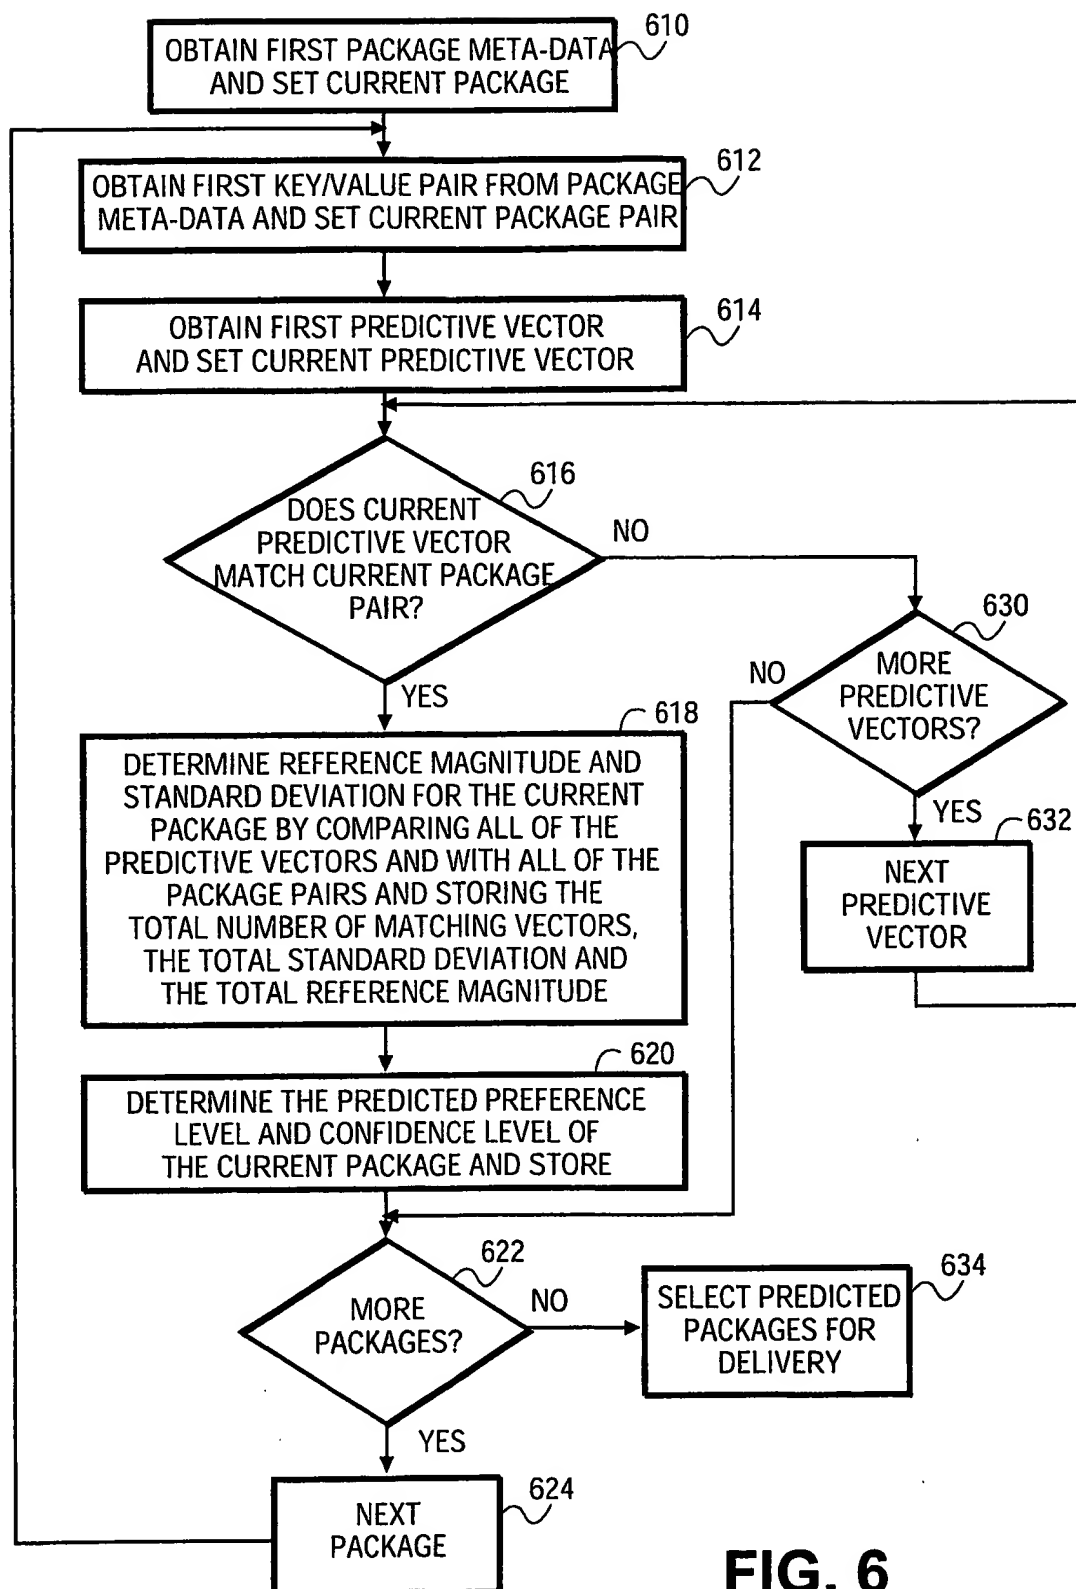 610
OBTAIN FIRST PACKAGE META-DATA
AND SET CURRENT PACKAGE
612
OBTAIN FIRST KEY/VALUE PAIR FROM PACKAGE
META-DATA AND SET CURRENT PACKAGE PAIR
614
OBTAIN FIRST PREDICTIVE VECTOR
AND SET CURRENT PREDICTIVE VECTOR
616
DOES CURRENT
PREDICTIVE VECTOR
MATCH CURRENT PACKAGE
PAIR?
NO
YES
630
MORE
PREDICTIVE
VECTORS?
NO
YES
632
NEXT
PREDICTIVE
VECTOR
618
DETERMINE REFERENCE MAGNITUDE AND
STANDARD DEVIATION FOR THE CURRENT
PACKAGE BY COMPARING ALL OF THE
PREDICTIVE VECTORS AND WITH ALL OF THE
PACKAGE PAIRS AND STORING THE
TOTAL NUMBER OF MATCHING VECTORS,
THE TOTAL STANDARD DEVIATION AND
THE TOTAL REFERENCE MAGNITUDE
620
DETERMINE THE PREDICTED PREFERENCE
LEVEL AND CONFIDENCE LEVEL OF
THE CURRENT PACKAGE AND STORE
622
MORE
PACKAGES?
NO
YES
634
SELECT PREDICTED
PACKAGES FOR
DELIVERY
624
NEXT
PACKAGE
FIG. 6